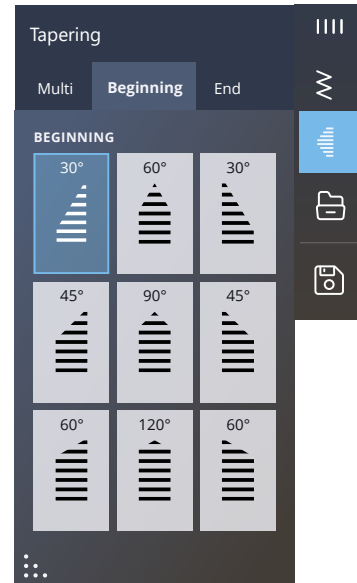 Tapering
Multi Beginning End
BEGINNING
30° 60° 30°
45° 90° 45°
60° 120° 60°